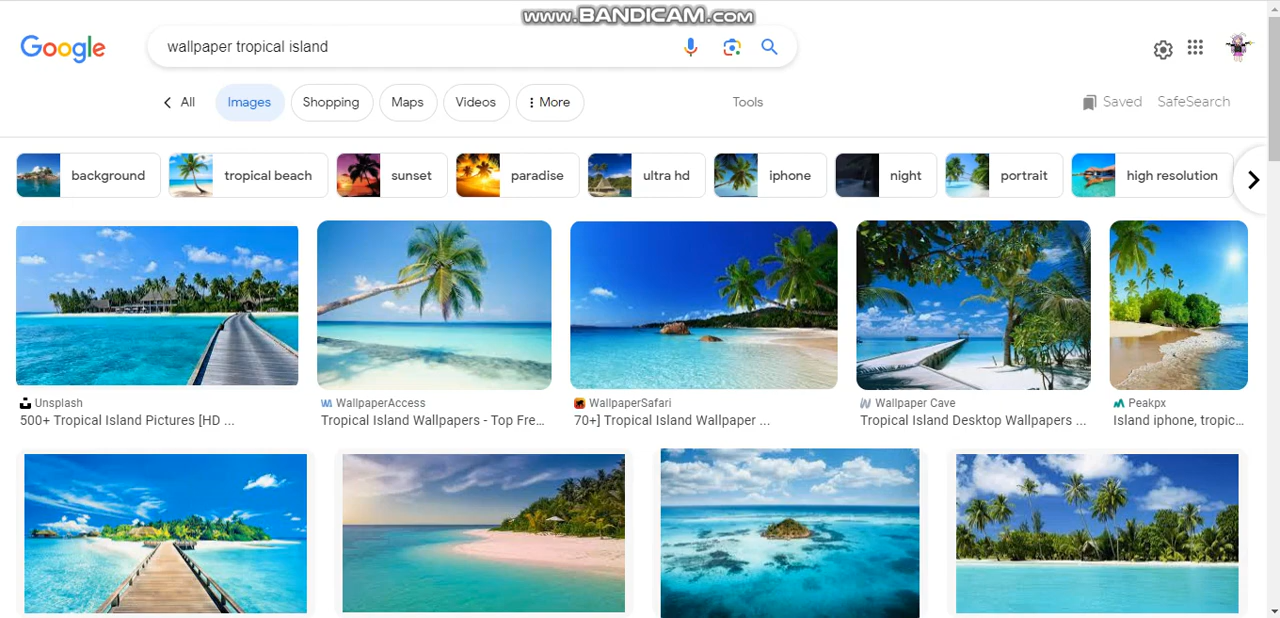 www.BANDICAM.com
Google
wallpaper tropical island
All
Images
Shopping
Maps
Videos
More
Tools
Saved
SafeSearch
background
tropical beach
sunset
paradise
ultra hd
iphone
night
portrait
high resolution
Unsplash
500+ Tropical Island Pictures [HD ...
WallpaperAccess
Tropical Island Wallpapers - Top Fre...
WallpaperSafari
70+] Tropical Island Wallpaper ...
Wallpaper Cave
Tropical Island Desktop Wallpapers ...
Peakpx
Island iphone, tropic...